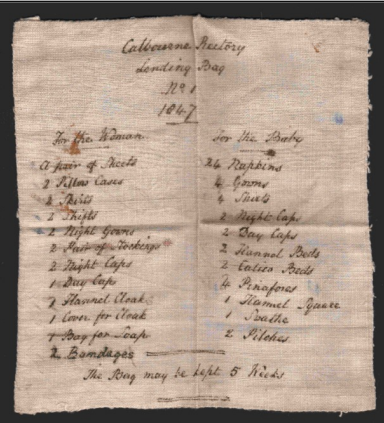 Calbourne Rectory
Lending Bag
No 1
1847
For the Woman.
A pair of Sheets
2 Pillow Cases
2 Shirts
2 Shifts
2 Night Gowns
2 Pair of Stockings
2 Night Caps
1 Day Cap
1 Flannel Cloak
1 Cover for Cloak
1 Bag for Soap
2 Bandages
For the Baby
24 Napkins
4 Gowns
4 Shirts
2 Night Caps
2 Day Caps
2 Flannel Beds
2 Calico Beds
4 Pinafores
1 Flannel Square
1 Swathe
2 Pilches
The Bag may be kept 5 Weeks